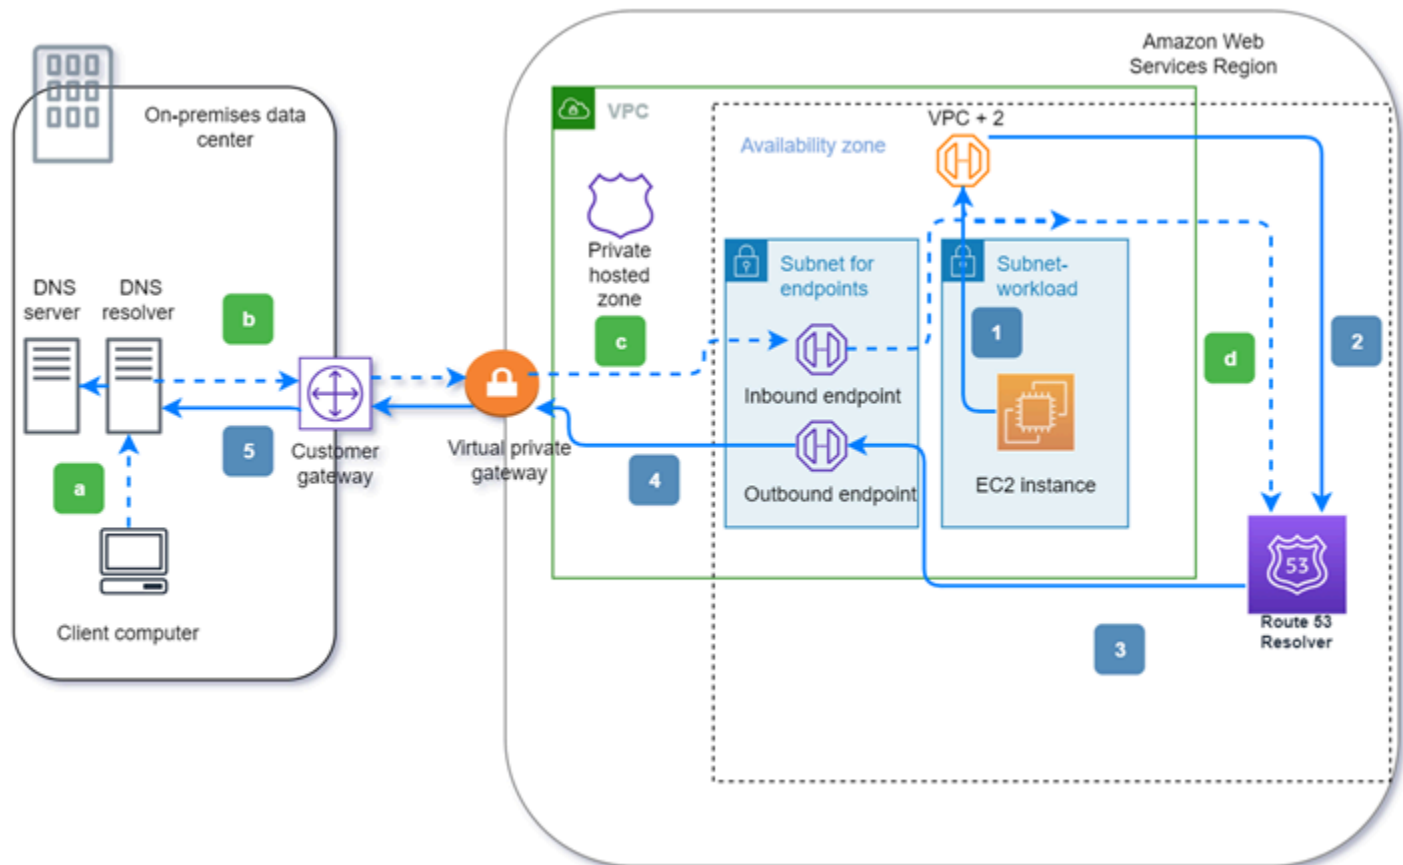 Amazon Web
Services Region
On-premises data
center
VPC
VPC + 2
Availability zone
Private
hosted
zone
Subnet for
endpoints
Subnet-
workload
DNS
server
DNS
resolver
b
c
1
d
2
Inbound endpoint
Customer
gateway
Virtual private
gateway
5
4
a
Outbound endpoint
EC2 instance
53
Route 53
Resolver
Client computer
3